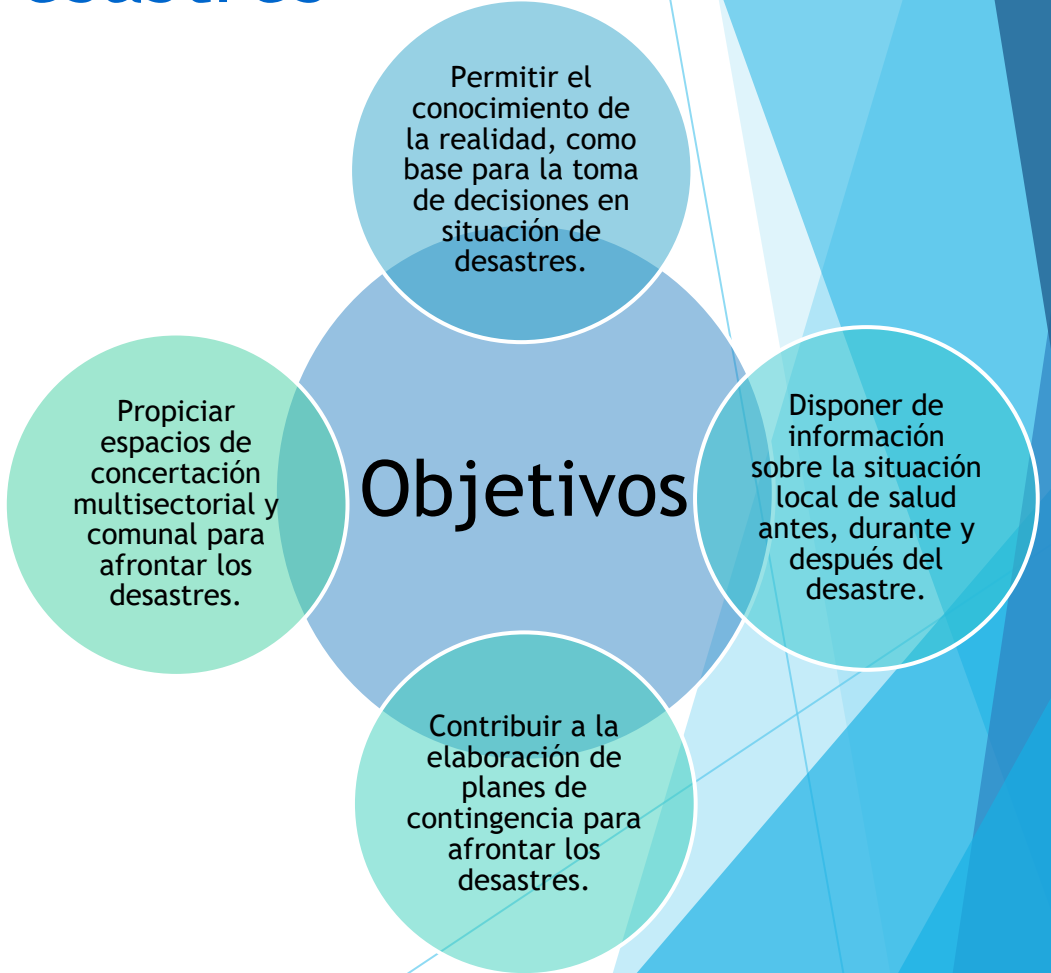 Permitir el
conocimiento de
la realidad, como
base para la toma
de decisiones en
situación de
desastres.
Objetivos
Disponer de
información
sobre la situación
local de salud
antes, durante y
después del
desastre.
Contribuir a la
elaboración de
planes de
contingencia para
afrontar los
desastres.
Propiciar
espacios de
concertación
multisectorial y
comunal para
afrontar los
desastres.